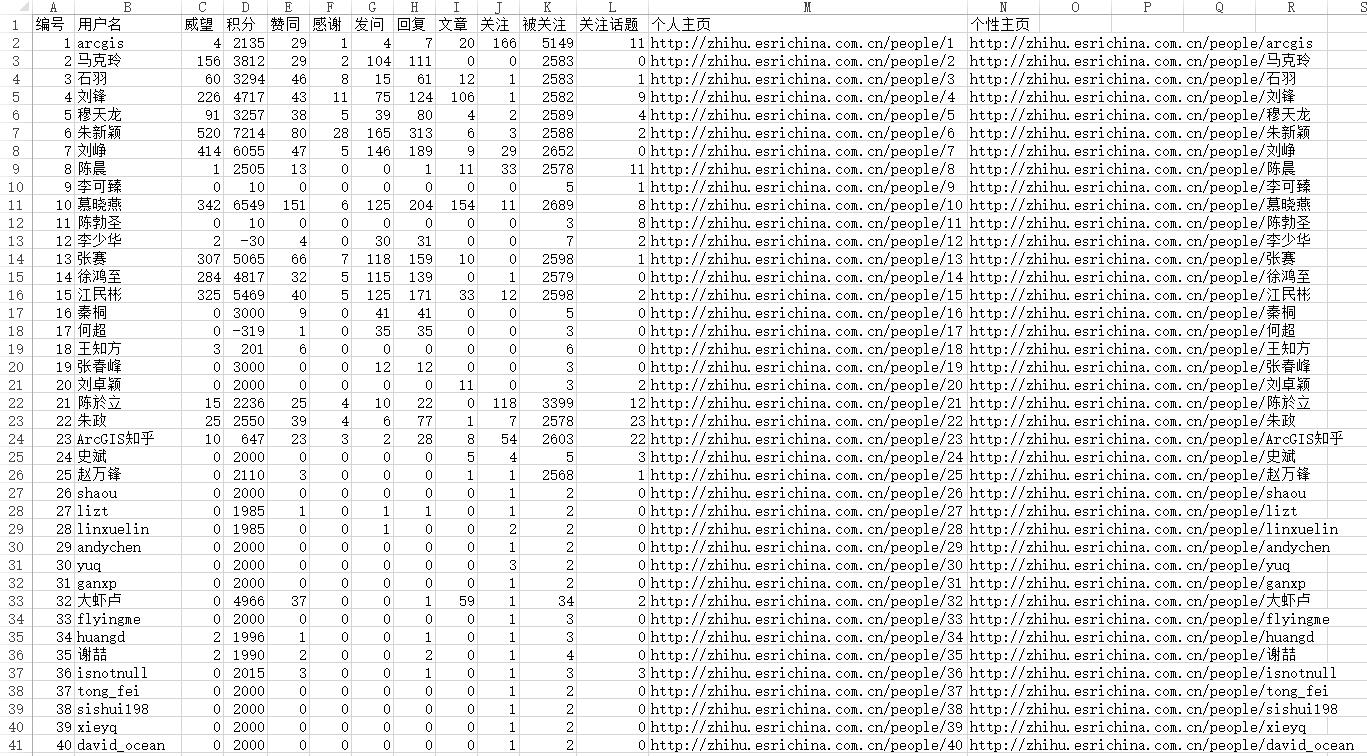 A B C D E F G H I J K L M N O P Q R S
1 编号 用户名 威望 积分 赞同 感谢 发问 回复 文章 关注 被关注 关注话题 个人主页 个性主页
2 1 arcgis 4 2135 29 1 4 7 20 166 5149 11 http://zhihu.esrichina.com.cn/people/1 http://zhihu.esrichina.com.cn/people/arcgis
3 2 马克玲 156 3812 29 2 104 111 0 0 2583 0 http://zhihu.esrichina.com.cn/people/2 http://zhihu.esrichina.com.cn/people/马克玲
4 3 石羽 60 3294 46 8 15 61 12 1 2583 1 http://zhihu.esrichina.com.cn/people/3 http://zhihu.esrichina.com.cn/people/石羽
5 4 刘锋 226 4717 43 11 75 124 106 1 2582 9 http://zhihu.esrichina.com.cn/people/4 http://zhihu.esrichina.com.cn/people/刘锋
6 5 穆天龙 91 3257 38 5 39 80 4 2 2589 4 http://zhihu.esrichina.com.cn/people/5 http://zhihu.esrichina.com.cn/people/穆天龙
7 6 朱新颖 520 7214 80 28 165 313 6 3 2588 2 http://zhihu.esrichina.com.cn/people/6 http://zhihu.esrichina.com.cn/people/朱新颖
8 7 刘峥 414 6055 47 5 146 189 9 29 2652 0 http://zhihu.esrichina.com.cn/people/7 http://zhihu.esrichina.com.cn/people/刘峥
9 8 陈晨 1 2505 13 0 0 1 11 33 2578 11 http://zhihu.esrichina.com.cn/people/8 http://zhihu.esrichina.com.cn/people/陈晨
10 9 李可臻 0 10 0 0 0 0 0 0 5 1 http://zhihu.esrichina.com.cn/people/9 http://zhihu.esrichina.com.cn/people/李可臻
11 10 慕晓燕 342 6549 151 6 125 204 154 11 2689 8 http://zhihu.esrichina.com.cn/people/10 http://zhihu.esrichina.com.cn/people/慕晓燕
12 11 陈勃圣 0 10 0 0 0 0 0 0 3 8 http://zhihu.esrichina.com.cn/people/11 http://zhihu.esrichina.com.cn/people/陈勃圣
13 12 李少华 2 -30 4 0 30 31 0 0 7 2 http://zhihu.esrichina.com.cn/people/12 http://zhihu.esrichina.com.cn/people/李少华
14 13 张赛 307 5065 66 7 118 159 10 0 2598 1 http://zhihu.esrichina.com.cn/people/13 http://zhihu.esrichina.com.cn/people/张赛
15 14 徐鸿至 284 4817 32 5 115 139 0 1 2579 0 http://zhihu.esrichina.com.cn/people/14 http://zhihu.esrichina.com.cn/people/徐鸿至
16 15 江民彬 325 5469 40 5 125 171 33 12 2598 2 http://zhihu.esrichina.com.cn/people/15 http://zhihu.esrichina.com.cn/people/江民彬
17 16 秦桐 0 3000 9 0 41 41 0 0 5 0 http://zhihu.esrichina.com.cn/people/16 http://zhihu.esrichina.com.cn/people/秦桐
18 17 何超 0 -319 1 0 35 35 0 0 3 0 http://zhihu.esrichina.com.cn/people/17 http://zhihu.esrichina.com.cn/people/何超
19 18 王知方 3 201 6 0 0 0 0 0 6 0 http://zhihu.esrichina.com.cn/people/18 http://zhihu.esrichina.com.cn/people/王知方
20 19 张春峰 0 3000 0 0 12 12 0 0 3 0 http://zhihu.esrichina.com.cn/people/19 http://zhihu.esrichina.com.cn/people/张春峰
21 20 刘卓颖 0 2000 0 0 0 0 11 0 3 2 http://zhihu.esrichina.com.cn/people/20 http://zhihu.esrichina.com.cn/people/刘卓颖
22 21 陈於立 15 2236 25 4 10 22 0 118 3399 12 http://zhihu.esrichina.com.cn/people/21 http://zhihu.esrichina.com.cn/people/陈於立
23 22 朱政 25 2550 39 4 6 77 1 7 2578 23 http://zhihu.esrichina.com.cn/people/22 http://zhihu.esrichina.com.cn/people/朱政
24 23 ArcGIS知乎 10 647 23 3 2 28 8 54 2603 22 http://zhihu.esrichina.com.cn/people/23 http://zhihu.esrichina.com.cn/people/ArcGIS知乎
25 24 史斌 0 2000 0 0 0 0 5 4 5 3 http://zhihu.esrichina.com.cn/people/24 http://zhihu.esrichina.com.cn/people/史斌
26 25 赵万锋 0 2110 3 0 0 0 1 1 2568 1 http://zhihu.esrichina.com.cn/people/25 http://zhihu.esrichina.com.cn/people/赵万锋
27 26 shaou 0 2000 0 0 0 0 0 1 2 0 http://zhihu.esrichina.com.cn/people/26 http://zhihu.esrichina.com.cn/people/shaou
28 27 lizt 0 1985 1 0 1 1 0 1 2 0 http://zhihu.esrichina.com.cn/people/27 http://zhihu.esrichina.com.cn/people/lizt
29 28 linxuelin 0 1985 0 0 1 0 0 2 2 0 http://zhihu.esrichina.com.cn/people/28 http://zhihu.esrichina.com.cn/people/linxuelin
30 29 andychen 0 2000 0 0 0 0 0 1 2 0 http://zhihu.esrichina.com.cn/people/29 http://zhihu.esrichina.com.cn/people/andychen
31 30 yuq 0 2000 0 0 0 0 0 3 2 0 http://zhihu.esrichina.com.cn/people/30 http://zhihu.esrichina.com.cn/people/yuq
32 31 ganxp 0 2000 0 0 0 0 0 1 2 0 http://zhihu.esrichina.com.cn/people/31 http://zhihu.esrichina.com.cn/people/ganxp
33 32 大虾卢 0 4966 37 0 0 1 59 1 34 2 http://zhihu.esrichina.com.cn/people/32 http://zhihu.esrichina.com.cn/people/大虾卢
34 33 flyingme 0 2000 0 0 0 0 0 1 3 0 http://zhihu.esrichina.com.cn/people/33 http://zhihu.esrichina.com.cn/people/flyingme
35 34 huangd 2 1996 1 0 0 1 0 1 3 0 http://zhihu.esrichina.com.cn/people/34 http://zhihu.esrichina.com.cn/people/huangd
36 35 谢喆 2 1990 2 0 0 2 0 1 4 0 http://zhihu.esrichina.com.cn/people/35 http://zhihu.esrichina.com.cn/people/谢喆
37 36 isnotnull 0 2015 3 0 0 1 0 1 3 3 http://zhihu.esrichina.com.cn/people/36 http://zhihu.esrichina.com.cn/people/isnotnull
38 37 tong_fei 0 2000 0 0 0 0 0 1 2 0 http://zhihu.esrichina.com.cn/people/37 http://zhihu.esrichina.com.cn/people/tong_fei
39 38 sishui198 0 2000 0 0 0 0 0 1 2 0 http://zhihu.esrichina.com.cn/people/38 http://zhihu.esrichina.com.cn/people/sishui198
40 39 xieyq 0 2000 0 0 0 0 0 1 2 0 http://zhihu.esrichina.com.cn/people/39 http://zhihu.esrichina.com.cn/people/xieyq
41 40 david_ocean 0 2000 0 0 0 0 0 1 2 0 http://zhihu.esrichina.com.cn/people/40 http://zhihu.esrichina.com.cn/people/david_ocean